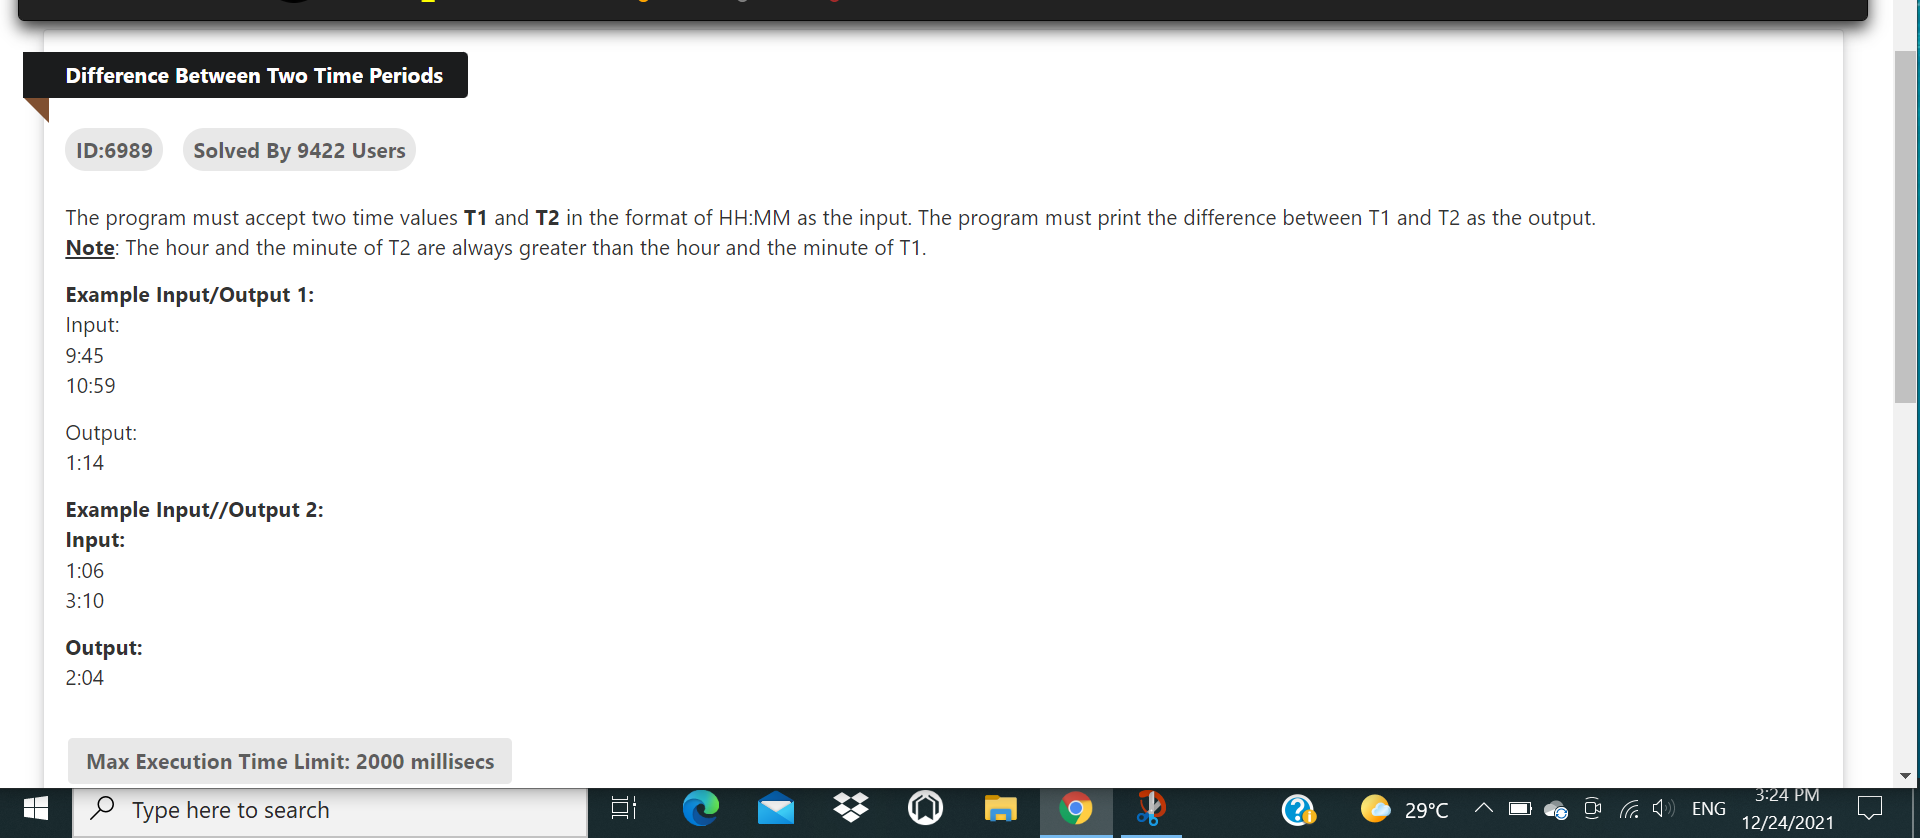 Difference Between Two Time Periods
ID:6989 Solved By 9422 Users
The program must accept two time values T1 and T2 in the format of HH:MM as the input. The program must print the difference between T1 and T2 as the output.
Note: The hour and the minute of T2 are always greater than the hour and the minute of T1.
Example Input/Output 1:
Input:
9:45
10:59
Output:
1:14
Example Input//Output 2:
Input:
1:06
3:10
Output:
2:04
Max Execution Time Limit: 2000 millisecs
Type here to search
29°C
ENG
3:24 PM
12/24/2021